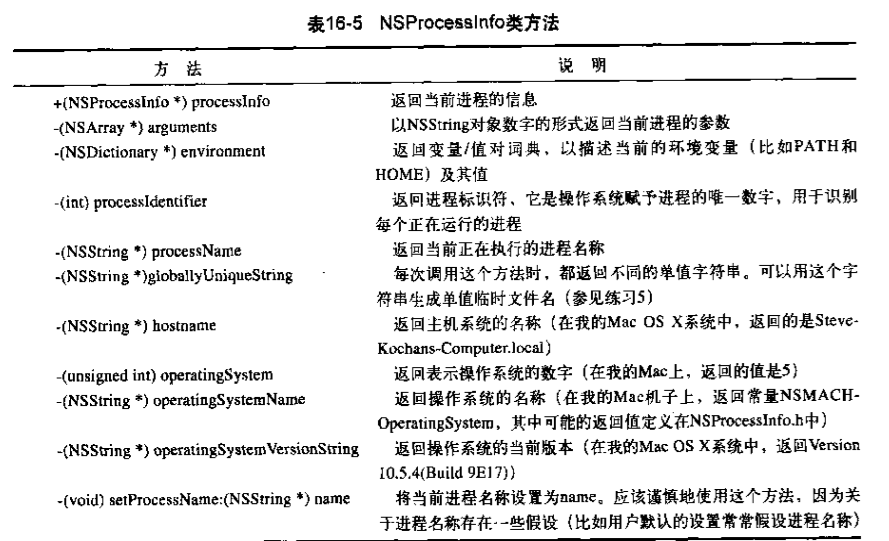 表16-5 NSProcessInfo类方法
方 法 说 明
+(NSProcessInfo *) processInfo 返回当前进程的信息
-(NSArray *) arguments 以NSString对象数字的形式返回当前进程的参数
-(NSDictionary *) environment 返回变量/值对词典，以描述当前的环境变量（比如PATH和
HOME）及其值
-(int) processIdentifier 返回进程标识符，它是操作系统赋予进程的唯一数字，用于识别
每个正在运行的进程
-(NSString *) processName 返回当前正在执行的进程名称
-(NSString *)globallyUniqueString 每次调用这个方法时，都返回不同的单值字符串。可以用这个字
符串生成单值临时文件名（参见练习5）
-(NSString *) hostname 返回主机系统的名称（在我的Mac OS X系统中，返回的是Steve-
Kochans-Computer.local）
-(unsigned int) operatingSystem 返回表示操作系统的数字（在我的Mac上，返回的值是5）
-(NSString *) operatingSystemName 返回操作系统的名称（在我的Mac机子上，返回常量NSMACH-
OperatingSystem，其中可能的返回值定义在NSProcessInfo.h中）
-(NSString *) operatingSystemVersionString 返回操作系统的当前版本（在我的Mac OS X系统中，返回Version
10.5.4(Build 9E17)）
-(void) setProcessName:(NSString *) name 将当前进程名称设置为name。应该谨慎地使用这个方法，因为关
于进程名称存在一些假设（比如用户默认的设置常常假设进程名称）